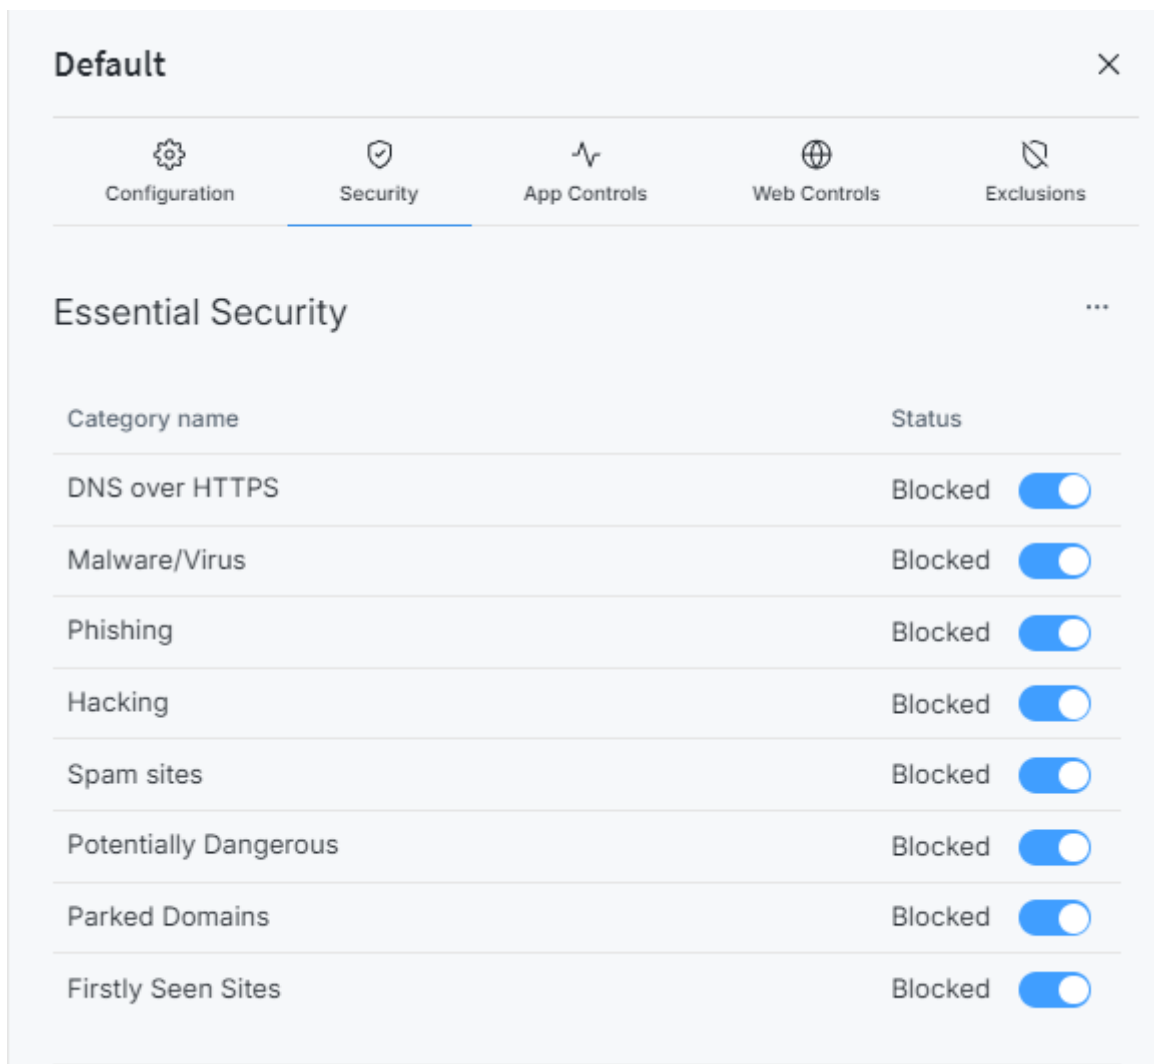 Default
Configuration Security App Controls Web Controls Exclusions
Essential Security
Category name Status
DNS over HTTPS Blocked
Malware/Virus Blocked
Phishing Blocked
Hacking Blocked
Spam sites Blocked
Potentially Dangerous Blocked
Parked Domains Blocked
Firstly Seen Sites Blocked